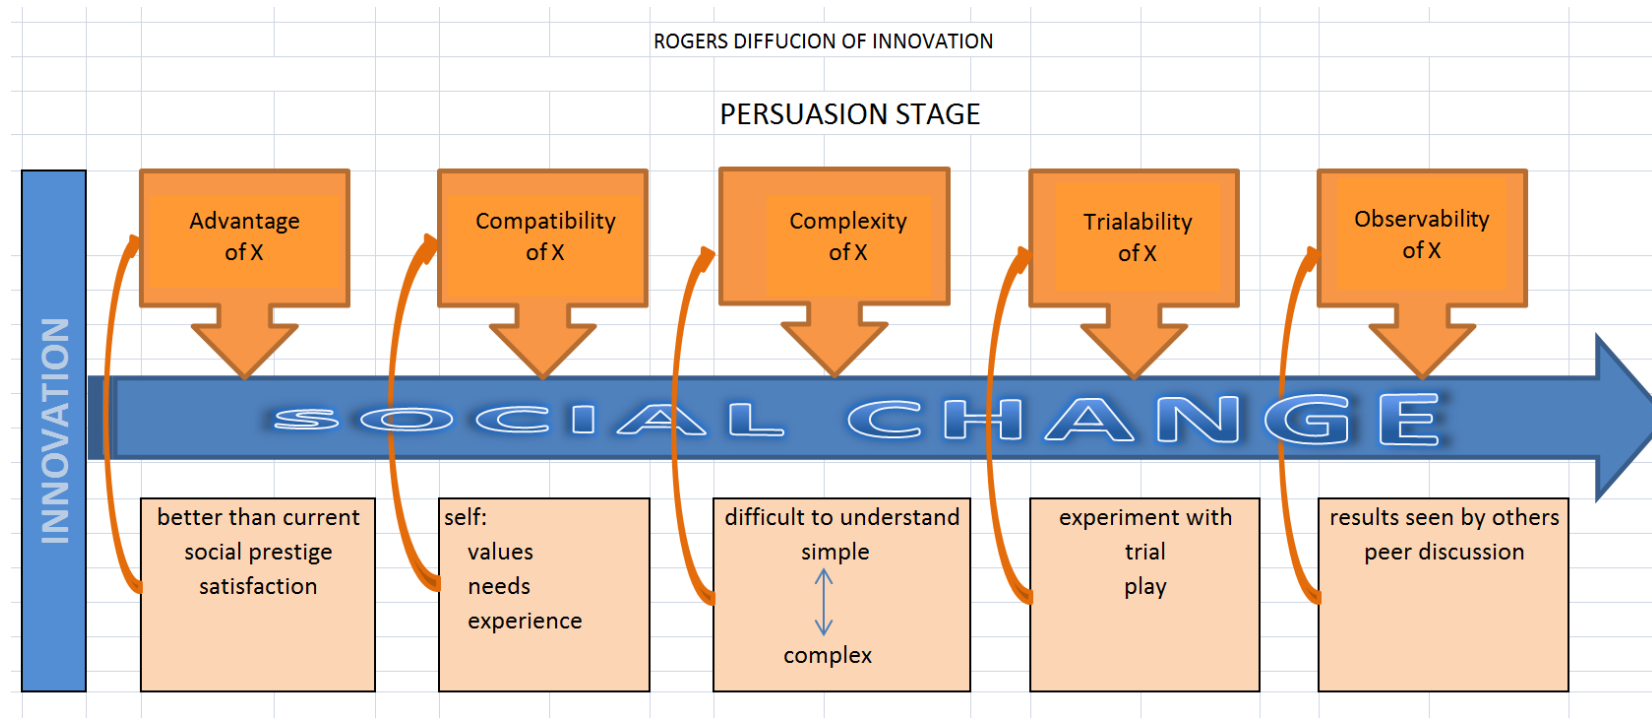 ROGERS DIFFUCION OF INNOVATION
PERSUASION STAGE
INNOVATION
Advantage
of X
Compatibility
of X
Complexity
of X
Trialability
of X
Observability
of X
SOCIAL CHANGE
better than current
social prestige
satisfaction
self:
values
needs
experience
difficult to understand
simple
complex
experiment with
trial
play
results seen by others
peer discussion